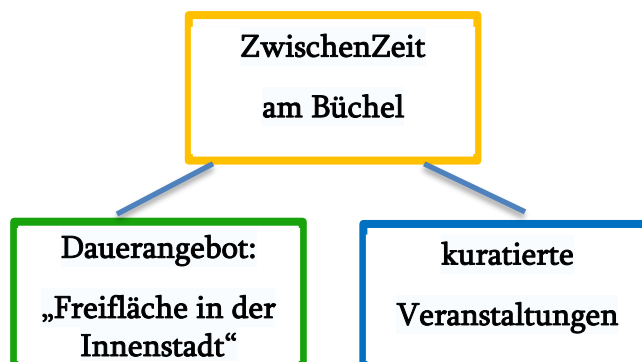 ZwischenZeit
am Büchel
Dauerangebot:
„Freifläche in der
Innenstadt“
kuratierte
Veranstaltungen